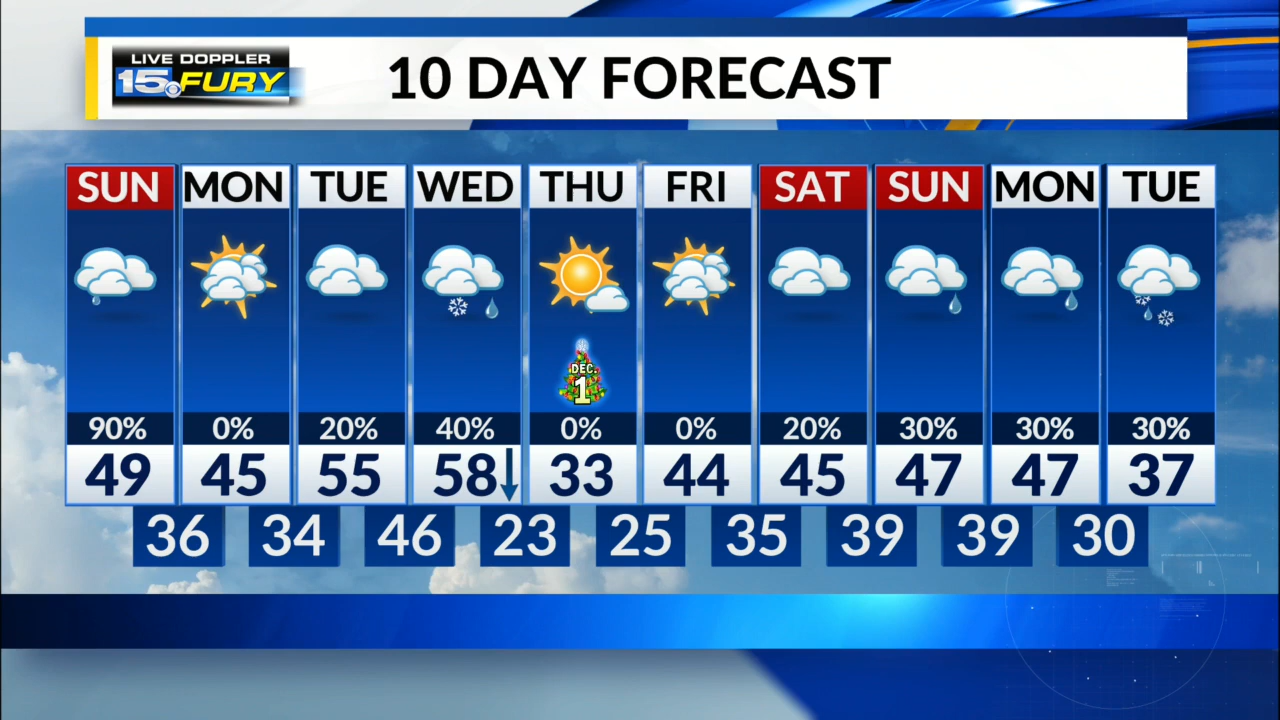 LIVE DOPPLER
15 FURY
10 DAY FORECAST
SUN MON TUE WED THU FRI SAT SUN MON TUE
DEC.
1
90% 0% 20% 40% 0% 0% 20% 30% 30% 30%
49 45 55 58 33 44 45 47 47 37
36 34 46 23 25 35 39 39 30